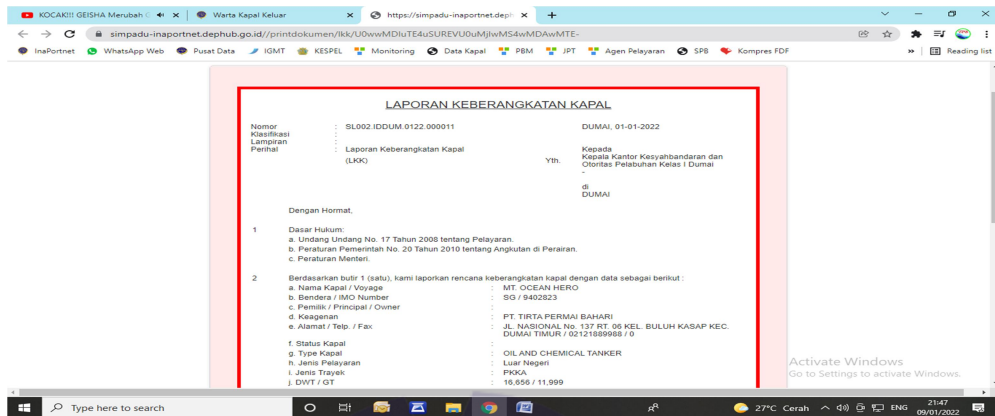 KOCAK!!! GEISHA Merubah
Warta Kapal Keluar
https://simpadu-inaportnet.deph
simpadu-inaportnet.dephub.go.id//printdokumen/lkk/U0wwMDIuTE4uSUREVU0uMjIwMS4wMDAwMTE-
InaPortnet WhatsApp Web Pusat Data IGMT KESPEL Monitoring Data Kapal PBM JPT Agen Pelayaran SPB Kompres FDF » Reading list
LAPORAN KEBERANGKATAN KAPAL
Nomor : SL002.IDDUM.0122.000011 DUMAI, 01-01-2022
Klasifikasi :
Lampiran :
Perihal : Laporan Keberangkatan Kapal Kepada
(LKK) Yth. Kepala Kantor Kesyahbandaran dan
Otoritas Pelabuhan Kelas I Dumai
-
di
DUMAI
Dengan Hormat,
1 Dasar Hukum:
a. Undang Undang No. 17 Tahun 2008 tentang Pelayaran.
b. Peraturan Pemerintah No. 20 Tahun 2010 tentang Angkutan di Perairan.
c. Peraturan Menteri.
2 Berdasarkan butir 1 (satu), kami laporkan rencana keberangkatan kapal dengan data sebagai berikut :
a. Nama Kapal / Voyage : MT. OCEAN HERO
b. Bendera / IMO Number : SG / 9402823
c. Pemilik / Principal / Owner :
d. Keagenan : PT. TIRTA PERMAI BAHARI
e. Alamat / Telp. / Fax : JL. NASIONAL No. 137 RT. 06 KEL. BULUH KASAP KEC.
DUMAI TIMUR / 02121889988 / 0
f. Status Kapal :
g. Type Kapal : OIL AND CHEMICAL TANKER
h. Jenis Pelayaran : Luar Negeri
i. Jenis Trayek : PKKA
j. DWT / GT : 16,656 / 11,999
Activate Windows
Go to Settings to activate Windows.
Type here to search
27°C Cerah
ENG
21:47
09/01/2022